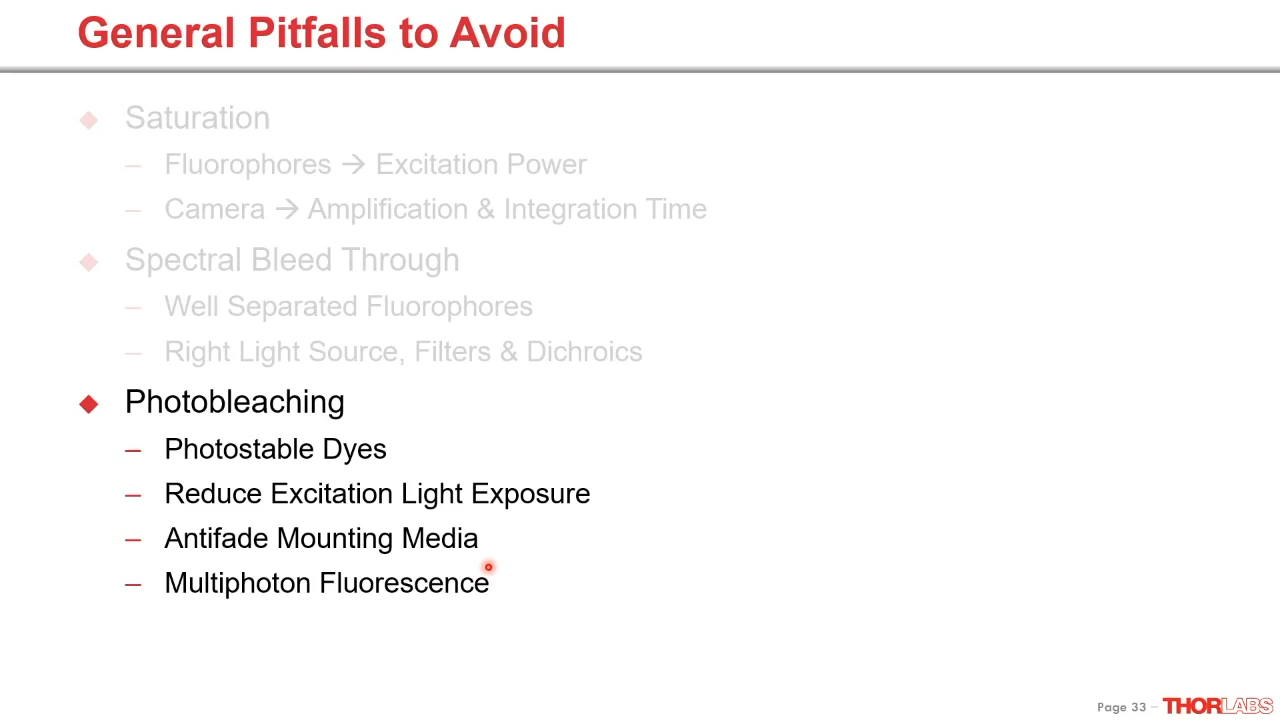 General Pitfalls to Avoid
◆ Saturation
– Fluorophores → Excitation Power
– Camera → Amplification & Integration Time
◆ Spectral Bleed Through
– Well Separated Fluorophores
– Right Light Source, Filters & Dichroics
◆ Photobleaching
– Photostable Dyes
– Reduce Excitation Light Exposure
– Antifade Mounting Media
– Multiphoton Fluorescence
Page 33 – THORLABS